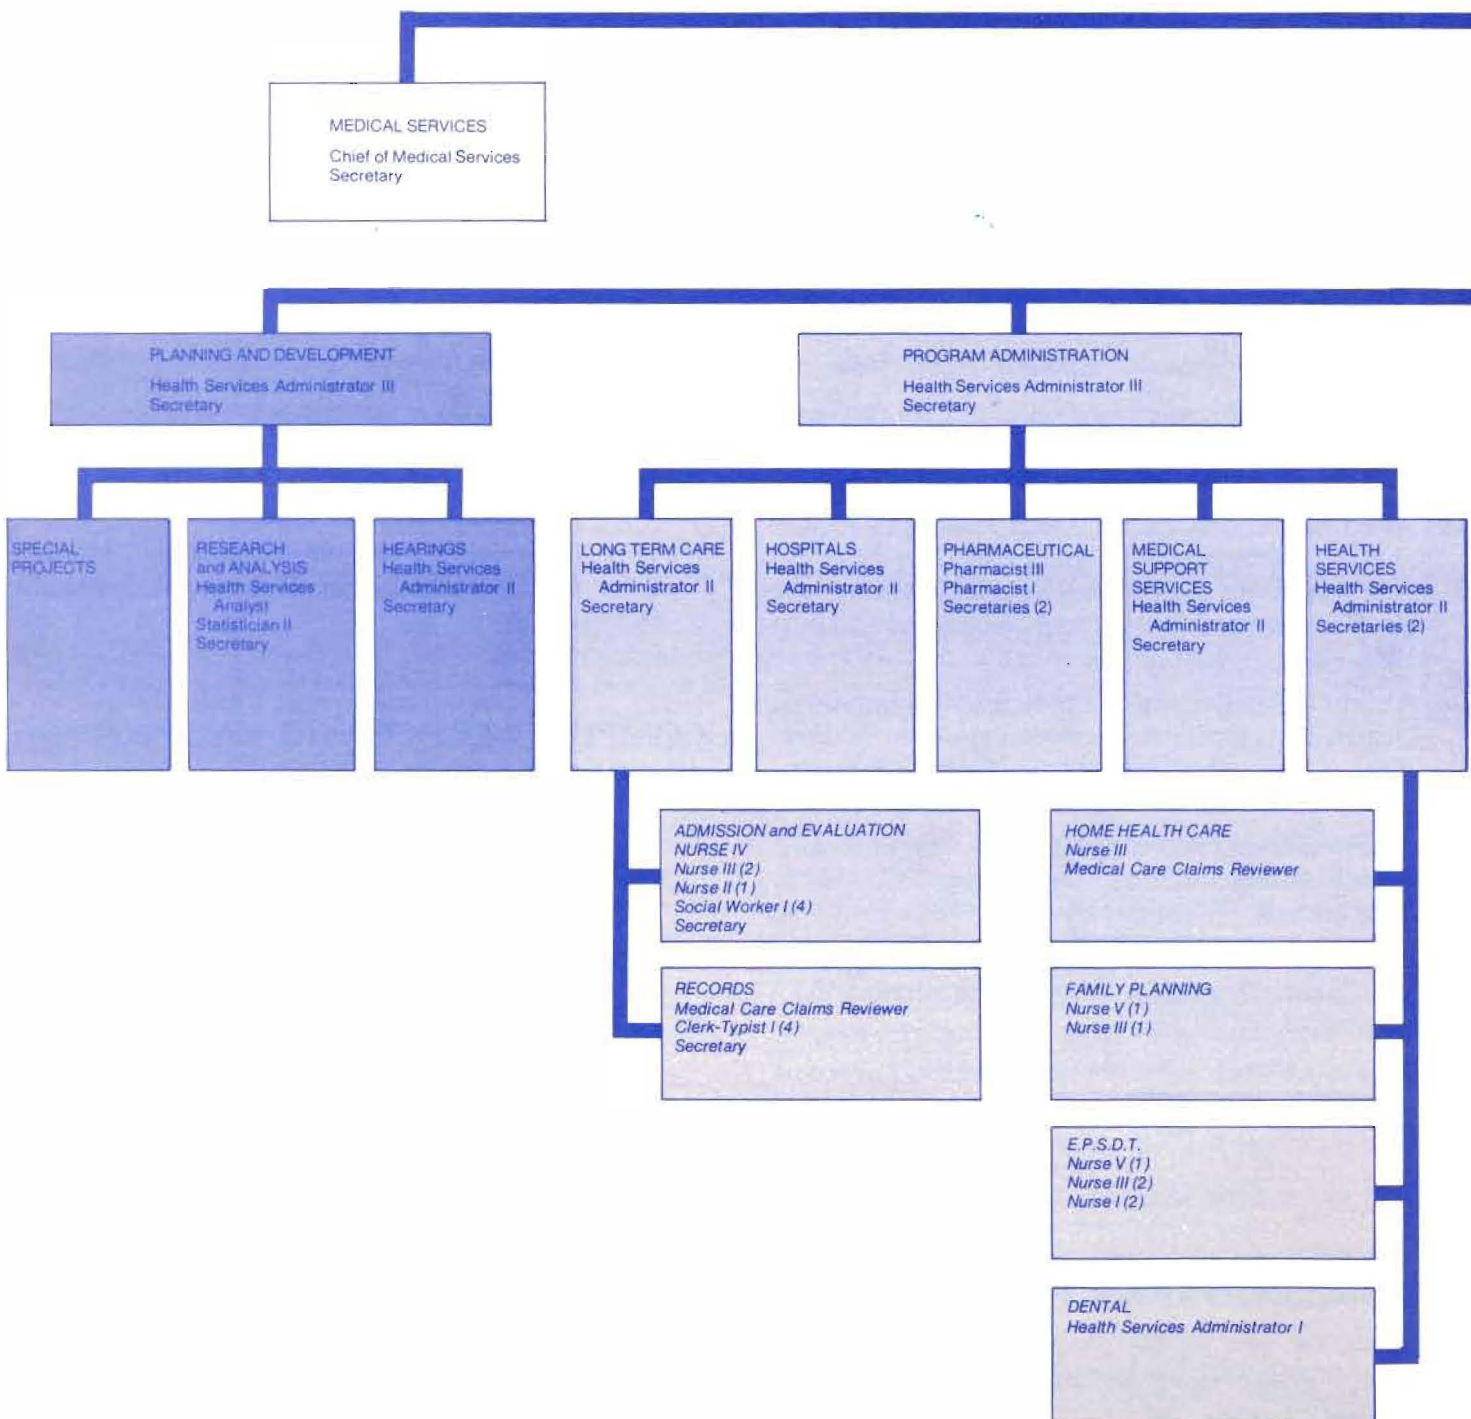 MEDICAL SERVICES
Chief of Medical Services
Secretary
PLANNING AND DEVELOPMENT
Health Services Administrator III
Secretary
PROGRAM ADMINISTRATION
Health Services Administrator III
Secretary
SPECIAL
PROJECTS
RESEARCH
and ANALYSIS
Health Services
Analyst
Statistician II
Secretary
HEARINGS
Health Services
Administrator II
Secretary
LONG TERM CARE
Health Services
Administrator II
Secretary
HOSPITALS
Health Services
Administrator II
Secretary
PHARMACEUTICAL
Pharmacist III
Pharmacist I
Secretaries (2)
MEDICAL
SUPPORT
SERVICES
Health Services
Administrator II
Secretary
HEALTH
SERVICES
Health Services
Administrator II
Secretaries (2)
ADMISSION and EVALUATION
NURSE IV
Nurse III (2)
Nurse II (1)
Social Worker I (4)
Secretary
RECORDS
Medical Care Claims Reviewer
Clerk-Typist I (4)
Secretary
HOME HEALTH CARE
Nurse III
Medical Care Claims Reviewer
FAMILY PLANNING
Nurse V (1)
Nurse III (1)
E.P.S.D.T.
Nurse V (1)
Nurse III (2)
Nurse I (2)
DENTAL
Health Services Administrator I